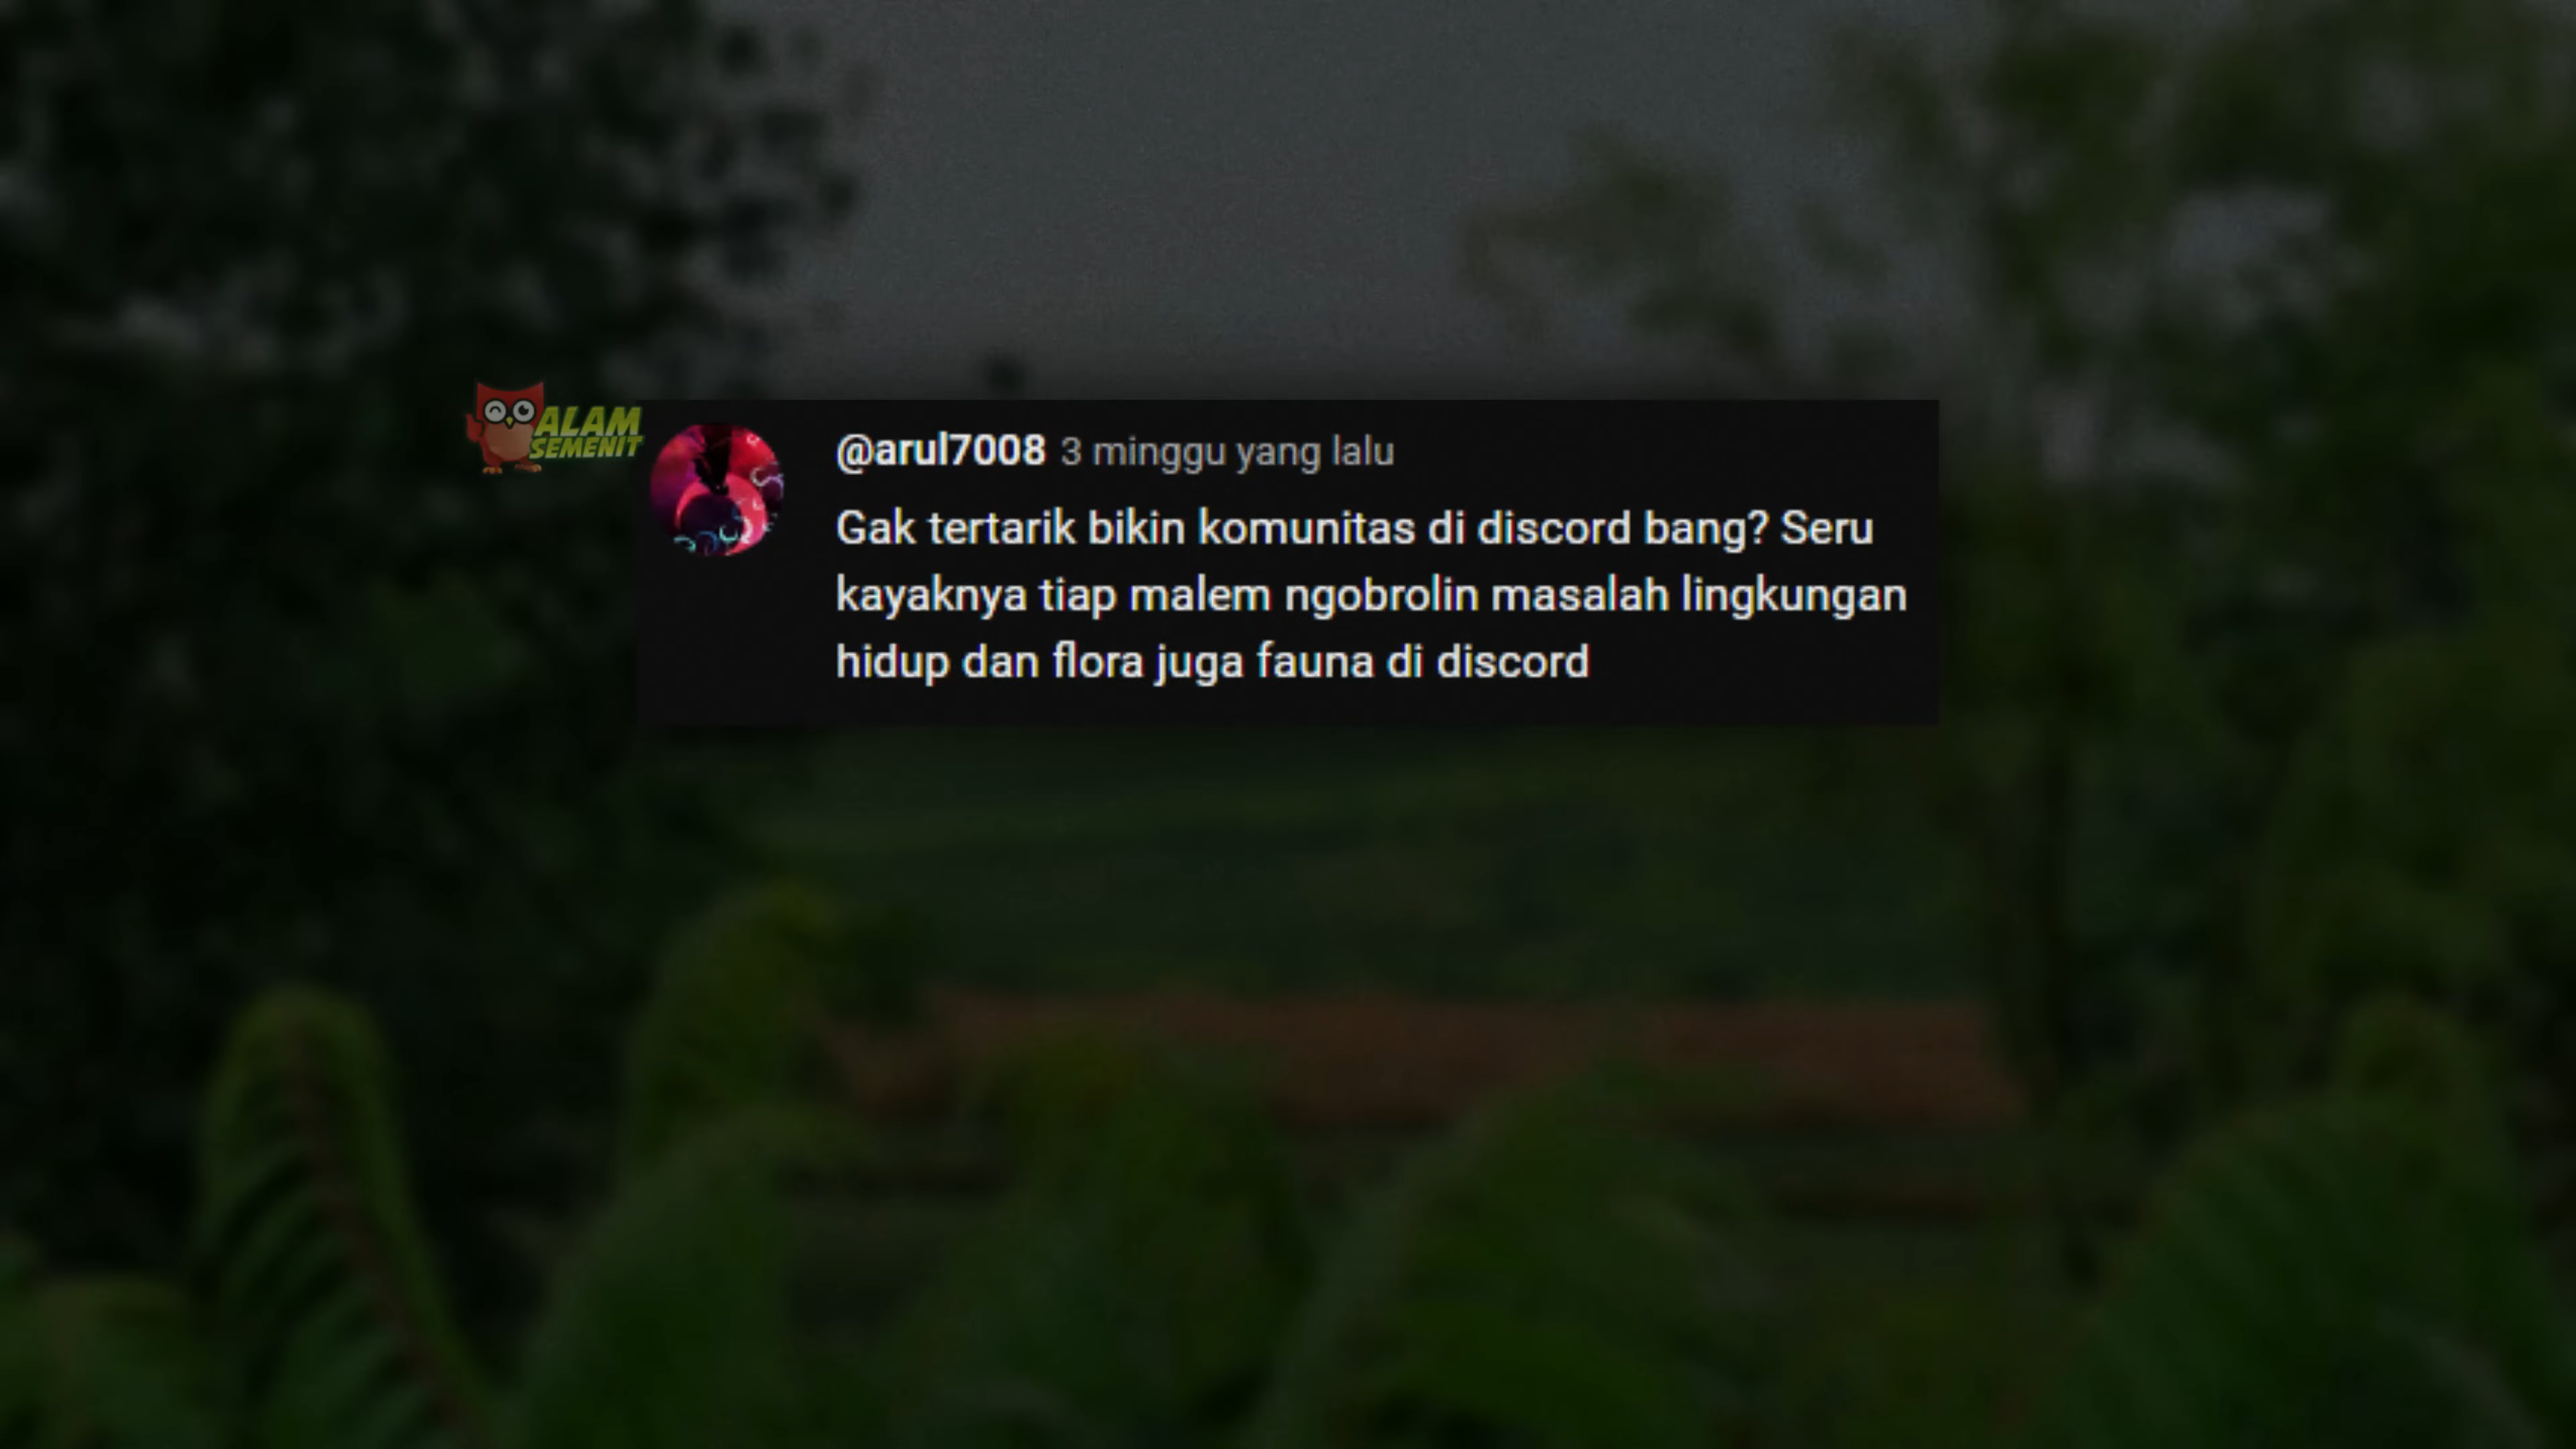 ALAM
SEMENIT
@arul7008 3 minggu yang lalu
Gak tertarik bikin komunitas di discord bang? Seru
kayaknya tiap malem ngobrolin masalah lingkungan
hidup dan flora juga fauna di discord